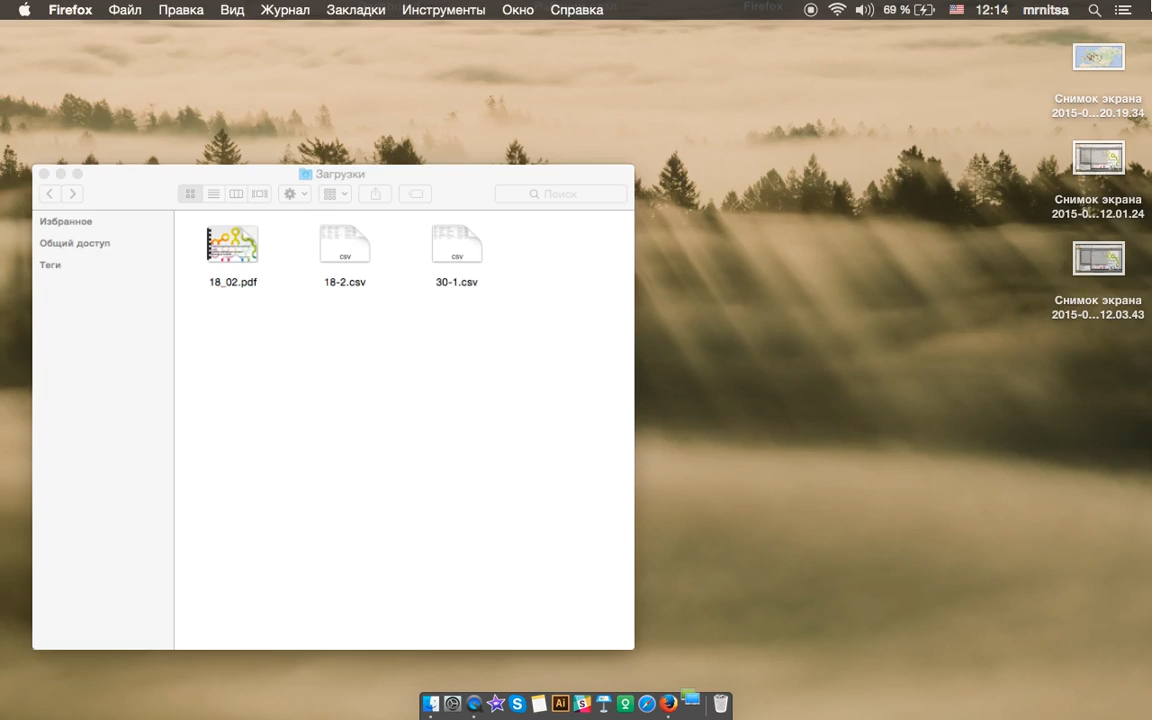 Firefox Файл Правка Вид Журнал Закладки Инструменты Окно Справка 69 % 12:14 mrnitsa
Снимок экрана
2015-0...20.19.34
Снимок экрана
2015-0...12.01.24
Снимок экрана
2015-0...12.03.43
Загрузки
Поиск
Избранное
Общий доступ
Теги
CSV
CSV
18_02.pdf 18-2.csv 30-1.csv
Ai